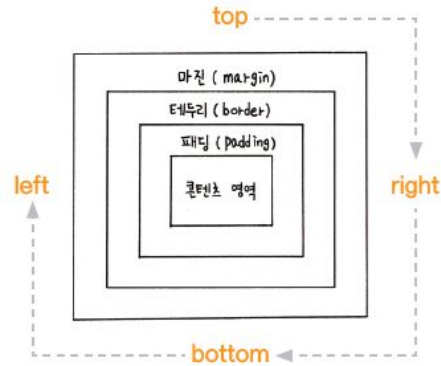 top
마진 ( margin)
테두리 ( border)
패딩 ( padding)
콘텐츠 영역
left
right
bottom